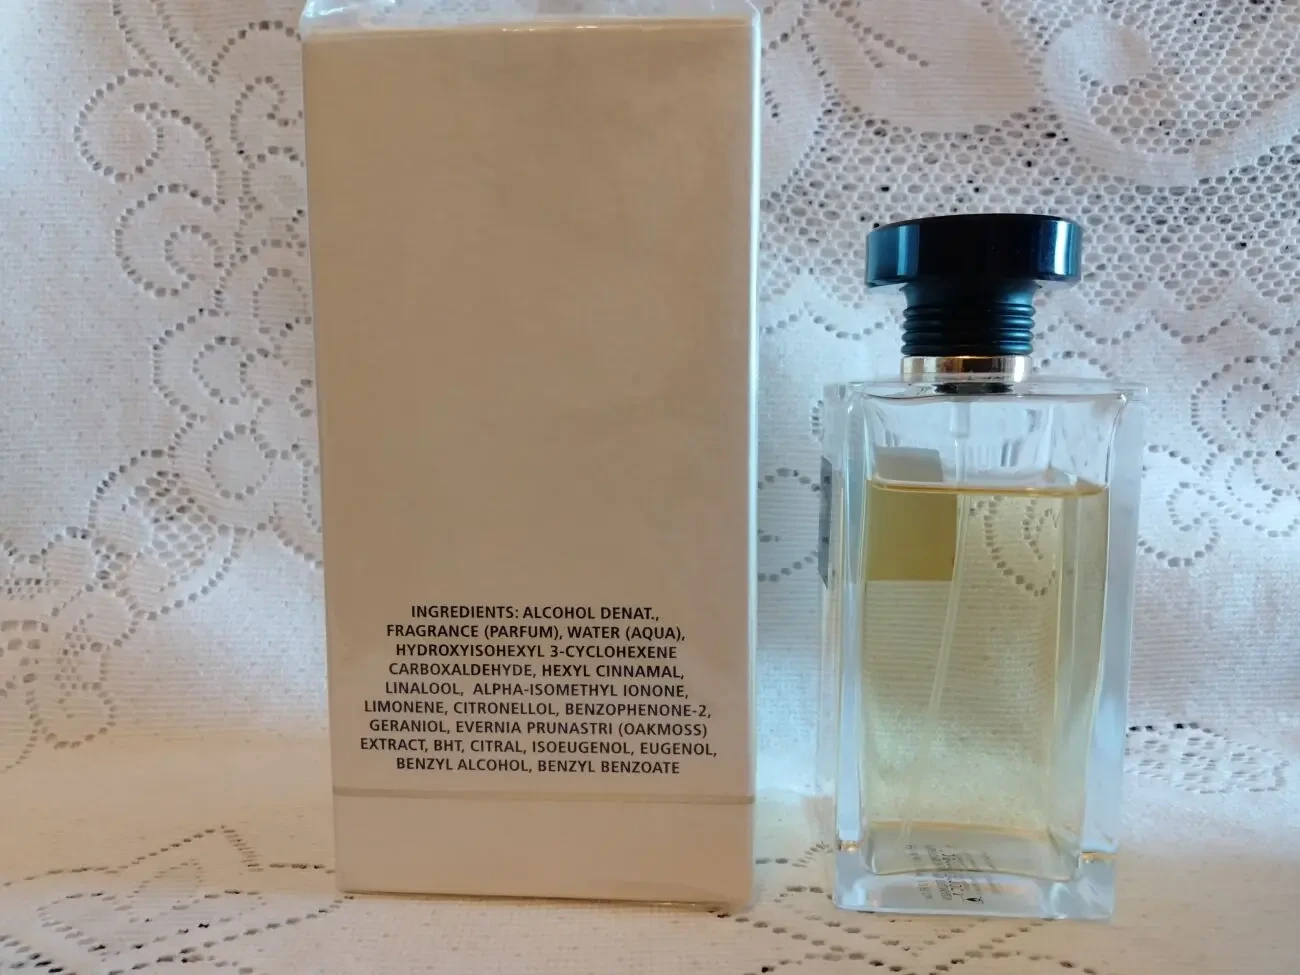 INGREDIENTS: ALCOHOL DENAT.,
FRAGRANCE (PARFUM), WATER (AQUA),
HYDROXYISOHEXYL 3-CYCLOHEXENE
CARBOXALDEHYDE, HEXYL CINNAMAL,
LINALOOL, ALPHA-ISOMETHYL IONONE,
LIMONENE, CITRONELLOL, BENZOPHENONE-2,
GERANIOL, EVERNIA PRUNASTRI (OAKMOSS)
EXTRACT, BHT, CITRAL, ISOEUGENOL, EUGENOL,
BENZYL ALCOHOL, BENZYL BENZOATE